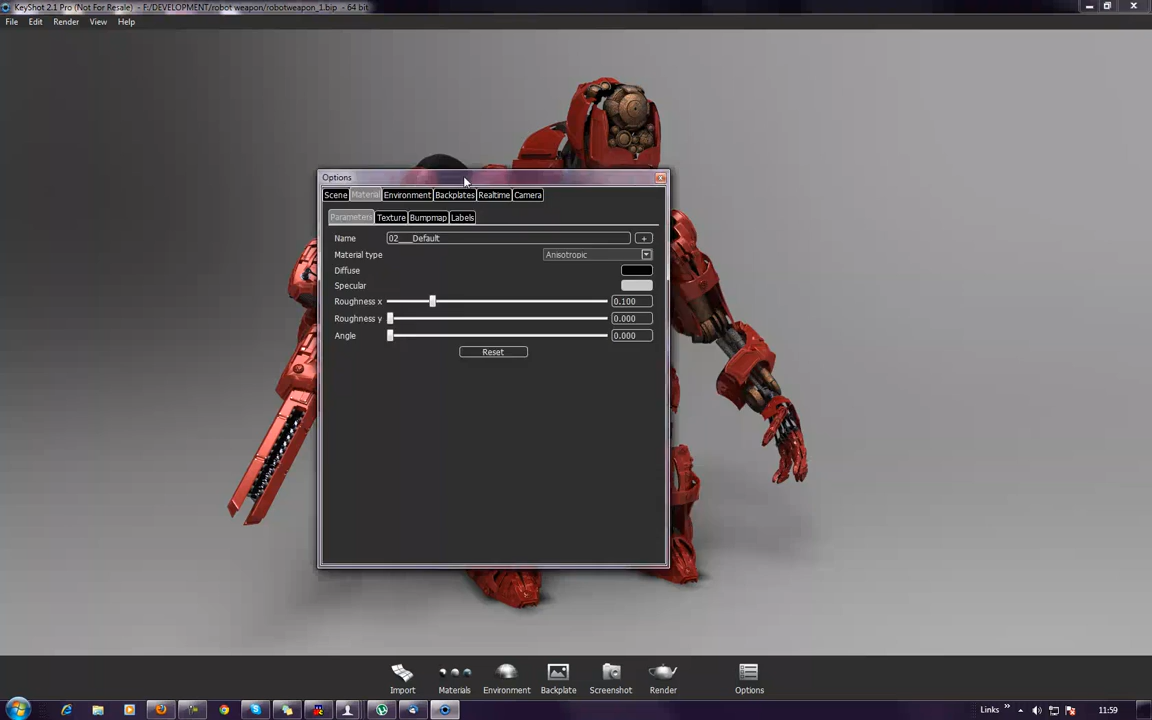 KeyShot 2.1 Pro (Not For Resale) - F:/DEVELOPMENT/robot weapon/robotweapon_1.bip - 64 bit
File Edit Render View Help
Options
Scene Material Environment Backplates Realtime Camera
Parameters Texture Bumpmap Labels
Name 02___Default +
Material type Anisotropic
Diffuse
Specular
Roughness x 0.100
Roughness y 0.000
Angle 0.000
Reset
Import Materials Environment Backplate Screenshot Render Options
Links » 11:59